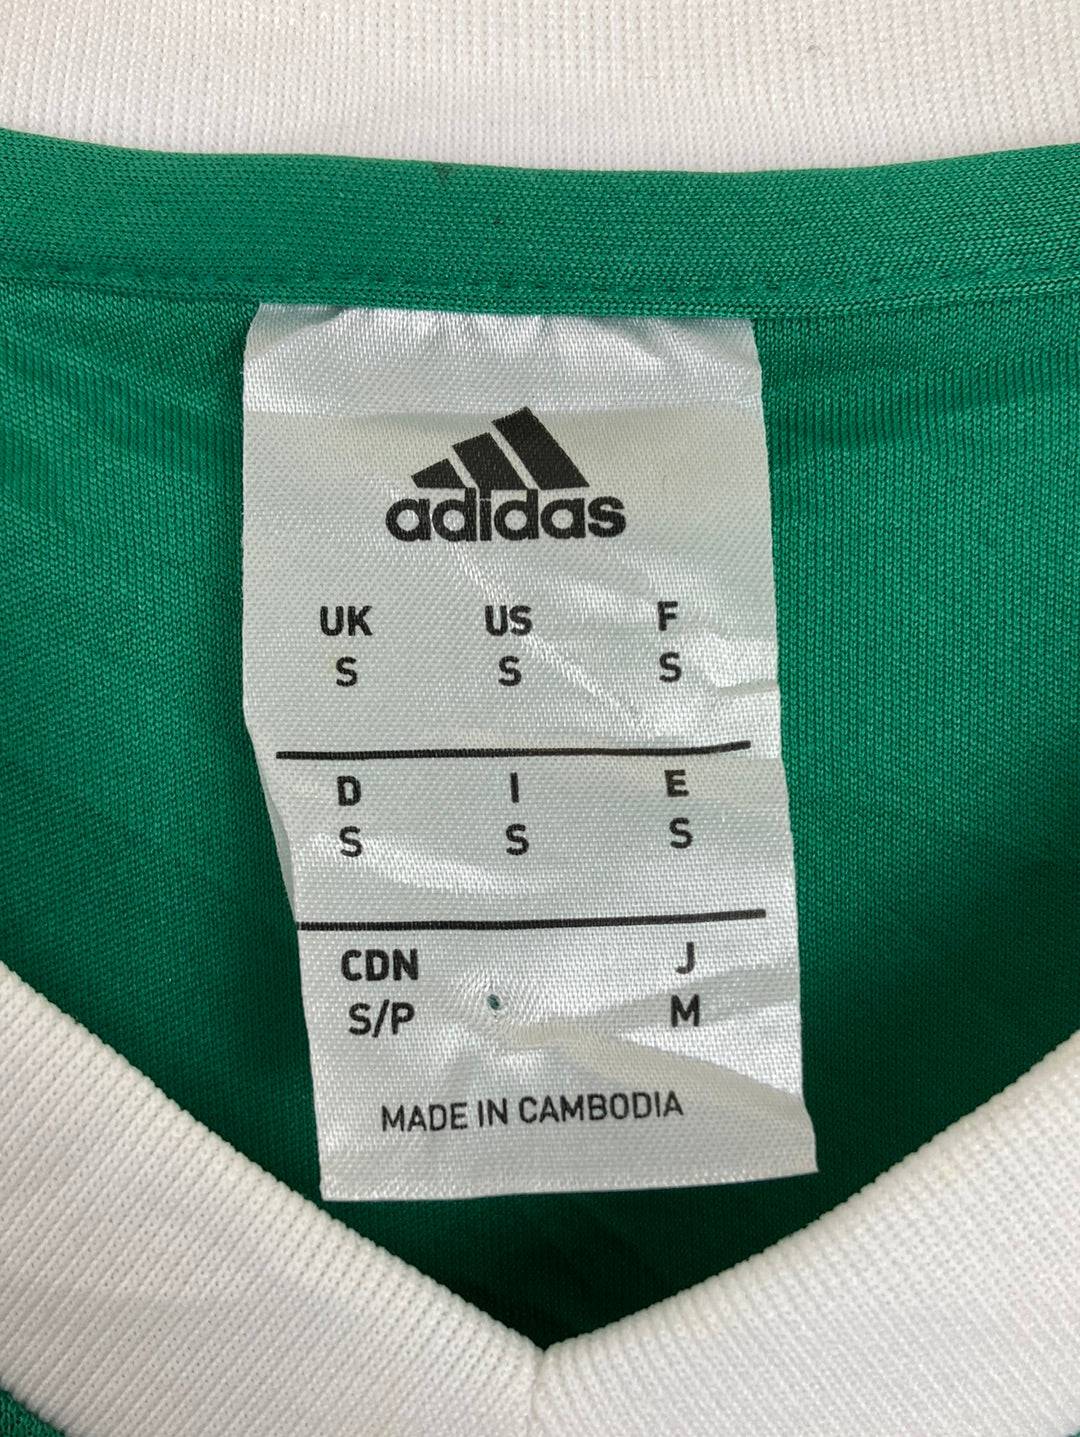 adidas
UK US F
S S S
D I E
S S S
CDN J
S/P M
MADE IN CAMBODIA